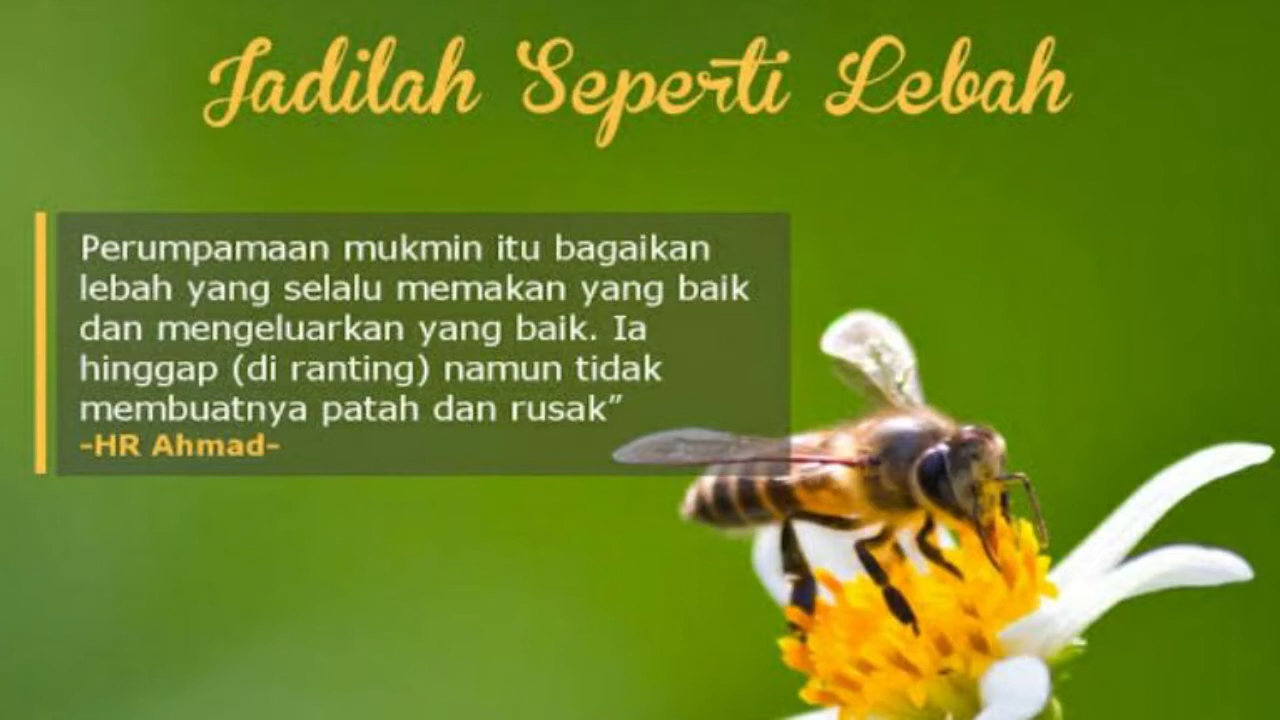 Jadilah Seperti Lebah
Perumpamaan mukmin itu bagaikan
lebah yang selalu memakan yang baik
dan mengeluarkan yang baik. Ia
hinggap (di ranting) namun tidak
membuatnya patah dan rusak”
-HR Ahmad-